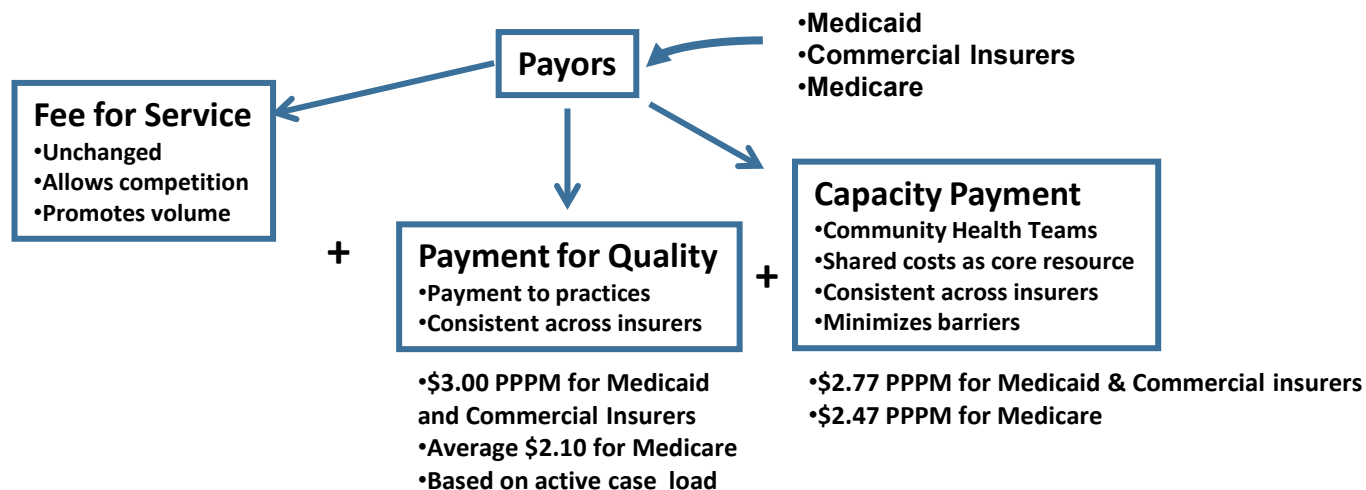 Payors
•Medicaid
•Commercial Insurers
•Medicare
Fee for Service
•Unchanged
•Allows competition
•Promotes volume
+
Payment for Quality
•Payment to practices
•Consistent across insurers
+
Capacity Payment
•Community Health Teams
•Shared costs as core resource
•Consistent across insurers
•Minimizes barriers
•$3.00 PPPM for Medicaid
and Commercial Insurers
•Average $2.10 for Medicare
•Based on active case load
•$2.77 PPPM for Medicaid & Commercial insurers
•$2.47 PPPM for Medicare